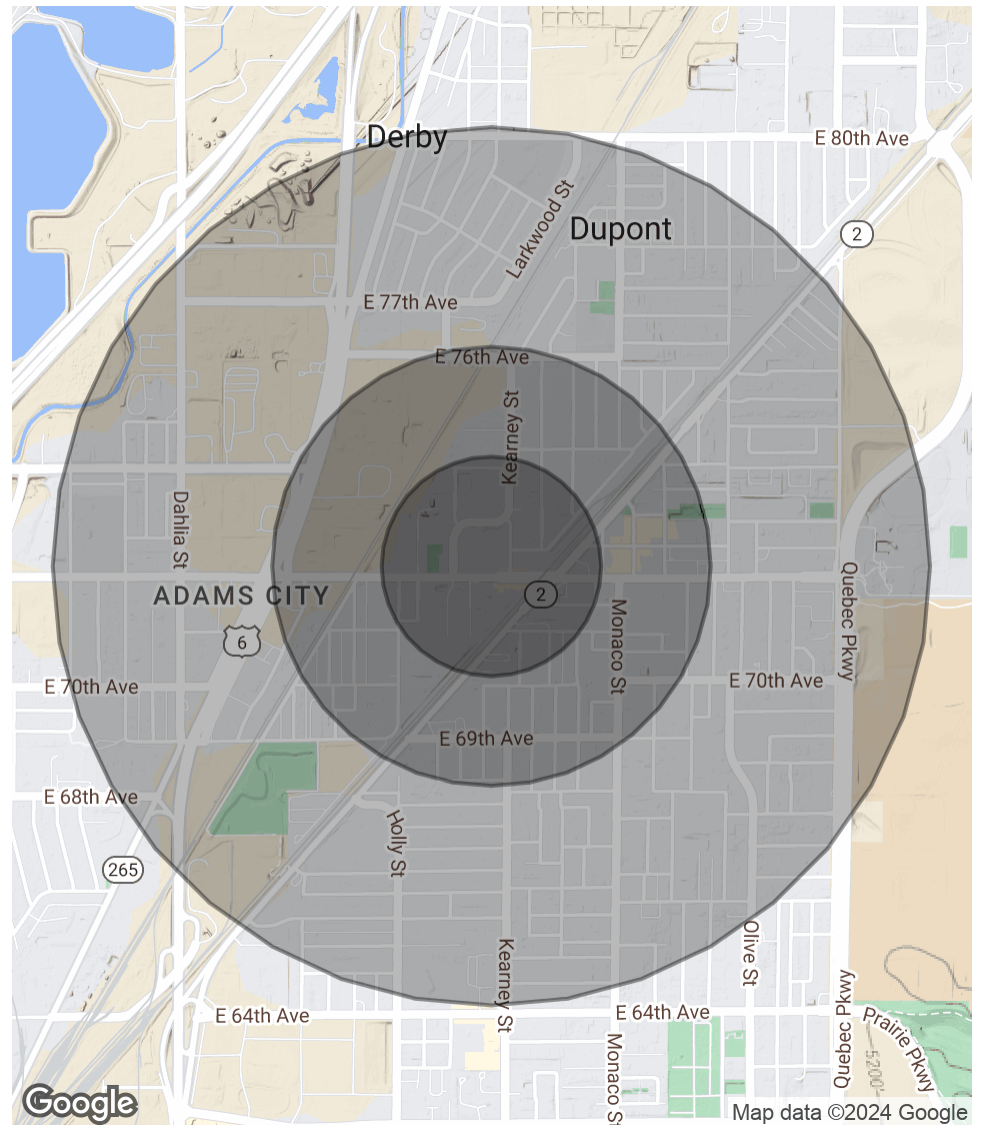 Derby
E 80th Ave
Larkwood St
Dupont
2
E 77th Ave
E 76th Ave
Kearney St
Dahlia St
ADAMS CITY
2
6
Monaco St
Quebec Pkwy
E 70th Ave
E 70th Ave
E 69th Ave
E 68th Ave
Holly St
265
Olive St
Kearney St
E 64th Ave
E 64th Ave
Quebec Pkwy
Prairie Pkwy
Monaco St
5200'
Google
Map data ©2024 Google